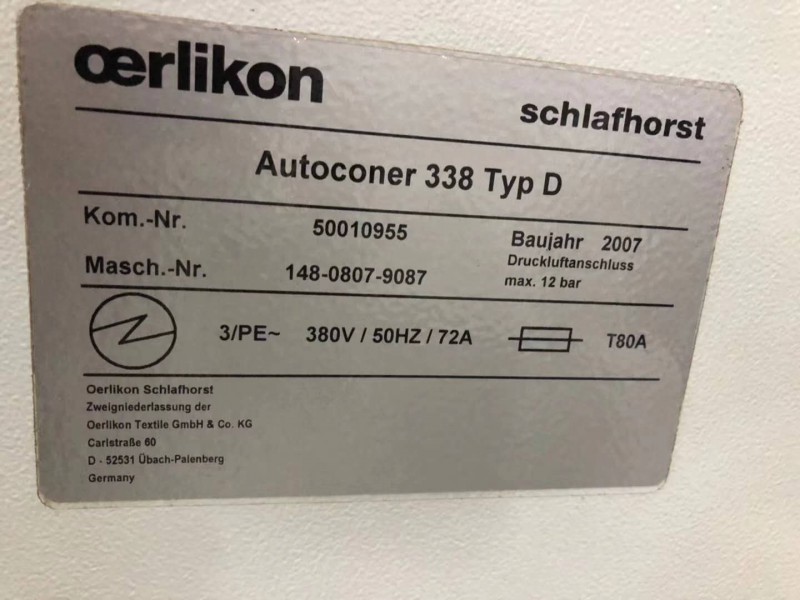 œrlikon
schlafhorst
Autoconer 338 Typ D
Kom.-Nr. 50010955 Baujahr 2007
Masch.-Nr. 148-0807-9087 Druckluftanschluss
max. 12 bar
3/PE~ 380V / 50HZ / 72A T80A
Oerlikon Schlafhorst
Zweigniederlassung der
Oerlikon Textile GmbH & Co. KG
Carlstraße 60
D - 52531 Übach-Palenberg
Germany